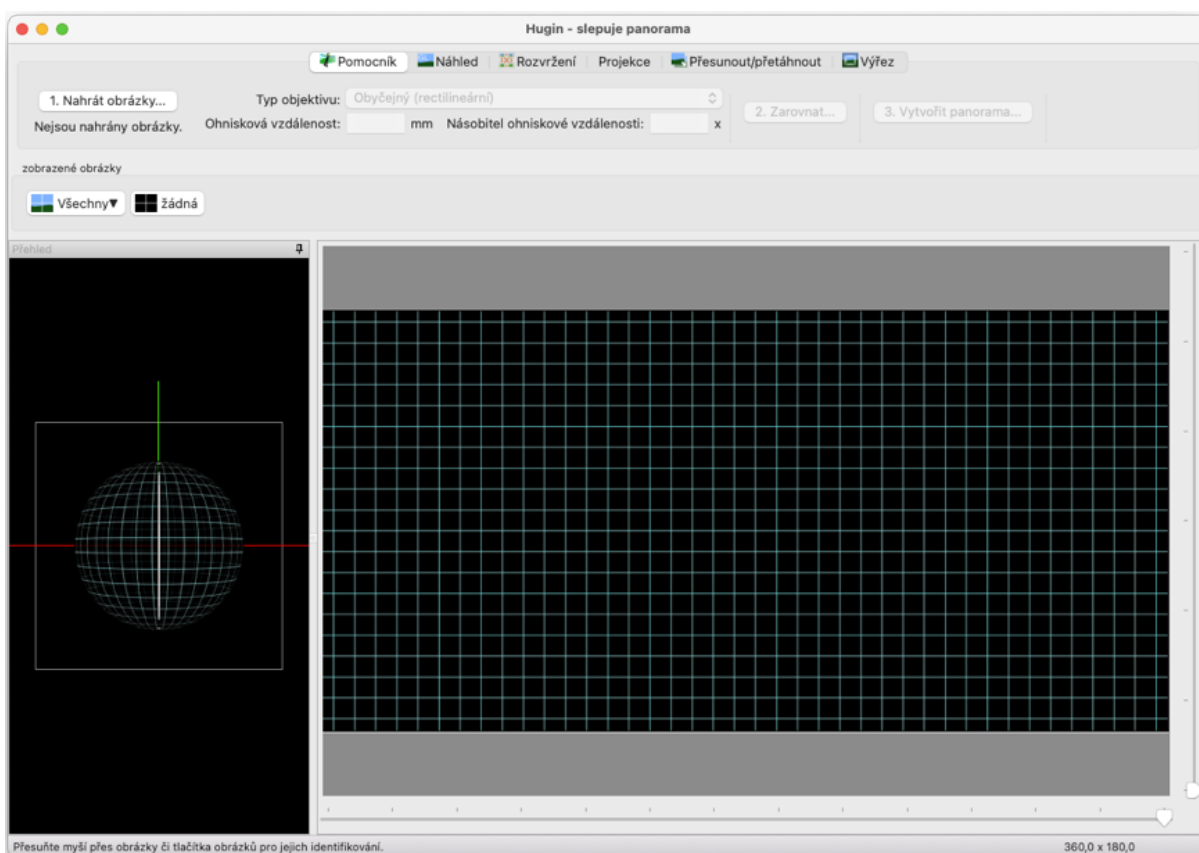 Hugin - slepuje panorama
Pomocník Náhled Rozvržení Projekce Přesunout/přetáhnout Výřez
1. Nahrát obrázky... Typ objektivu: Obyčejný (rectilineární) 2. Zarovnat... 3. Vytvořit panorama...
Nejsou nahrány obrázky. Ohnisková vzdálenost: mm Násobitel ohniskové vzdálenosti: x
zobrazené obrázky
Všechny▼ žádná
Přehled
Přesuňte myší přes obrázky či tlačítka obrázků pro jejich identifikování. 360,0 x 180,0